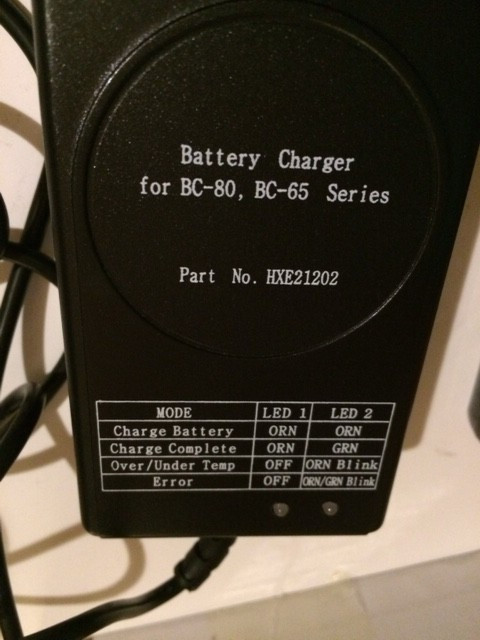 Battery Charger
for BC-80, BC-65 Series
Part No. HXE21202
MODE LED 1 LED 2
Charge Battery ORN ORN
Charge Complete ORN GRN
Over/Under Temp OFF ORN Blink
Error OFF ORN/GRN Blink